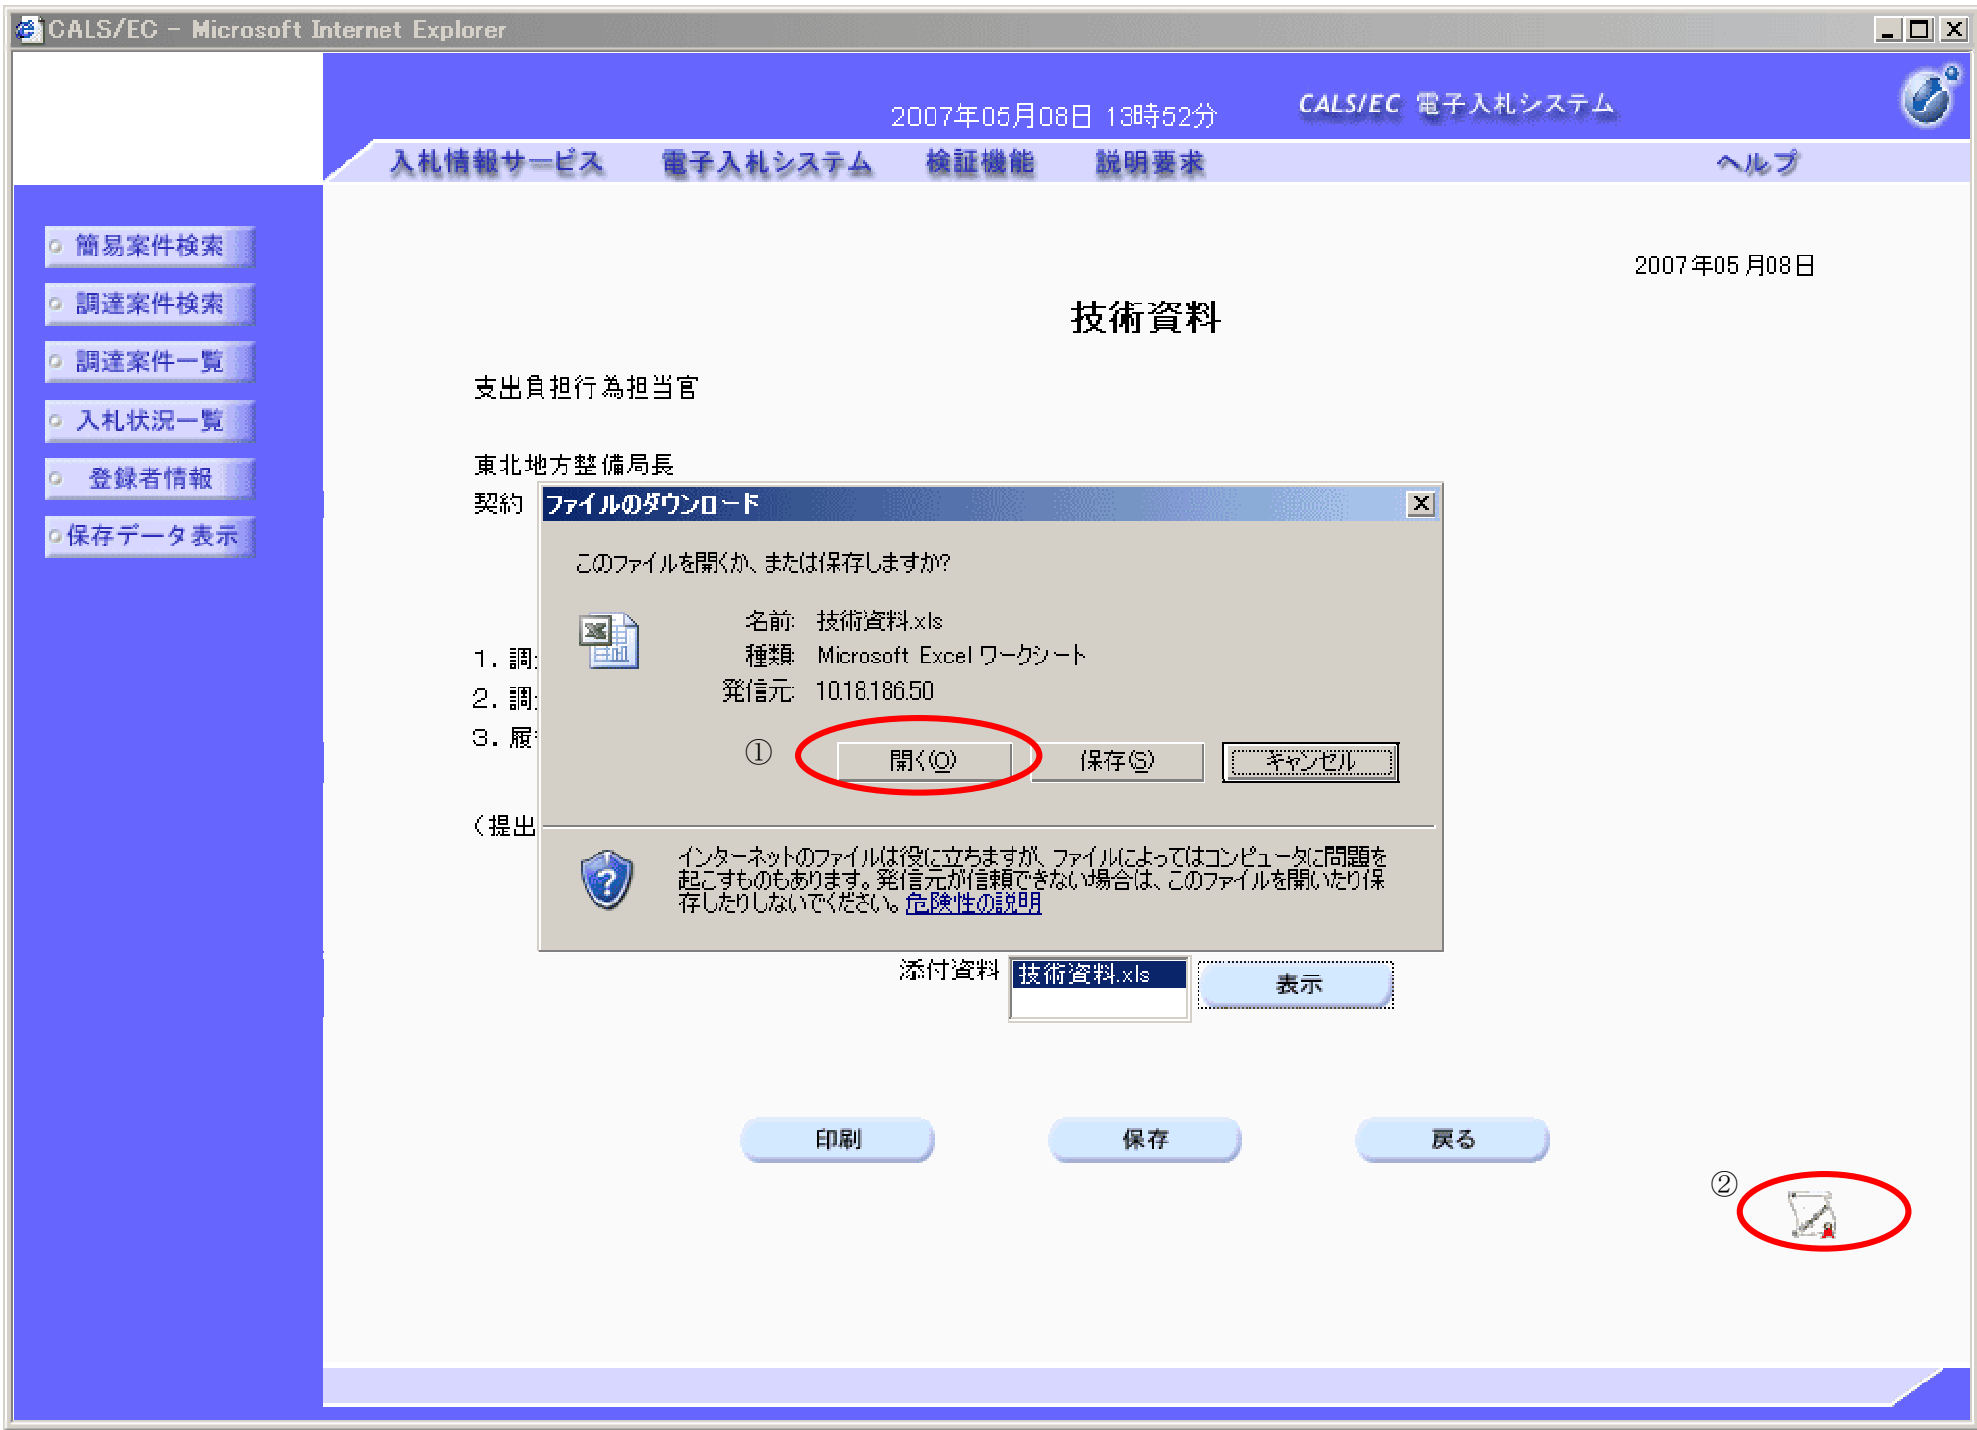 CALS/EC - Microsoft Internet Explorer
2007年05月08日 13時52分
CALS/EC 電子入札システム
入札情報サービス 電子入札システム 検証機能 説明要求 ヘルプ
簡易案件検索
調達案件検索
調達案件一覧
入札状況一覧
登録者情報
保存データ表示
2007年05月08日
技術資料
支出負担行為担当官
東北地方整備局長
契約
1. 調
2. 調
3. 履
(提出
ファイルのダウンロード
このファイルを開くか、または保存しますか?
名前: 技術資料.xls
種類: Microsoft Excel ワークシート
発信元: 10.18.186.50
① 開く(O) 保存(S) キャンセル
インターネットのファイルは役に立ちますが、ファイルによってはコンピュータに問題を
起こすものもあります。発信元が信頼できない場合は、このファイルを開いたり保
存したりしないでください。危険性の説明
添付資料 技術資料.xls 表示
印刷 保存 戻る
②